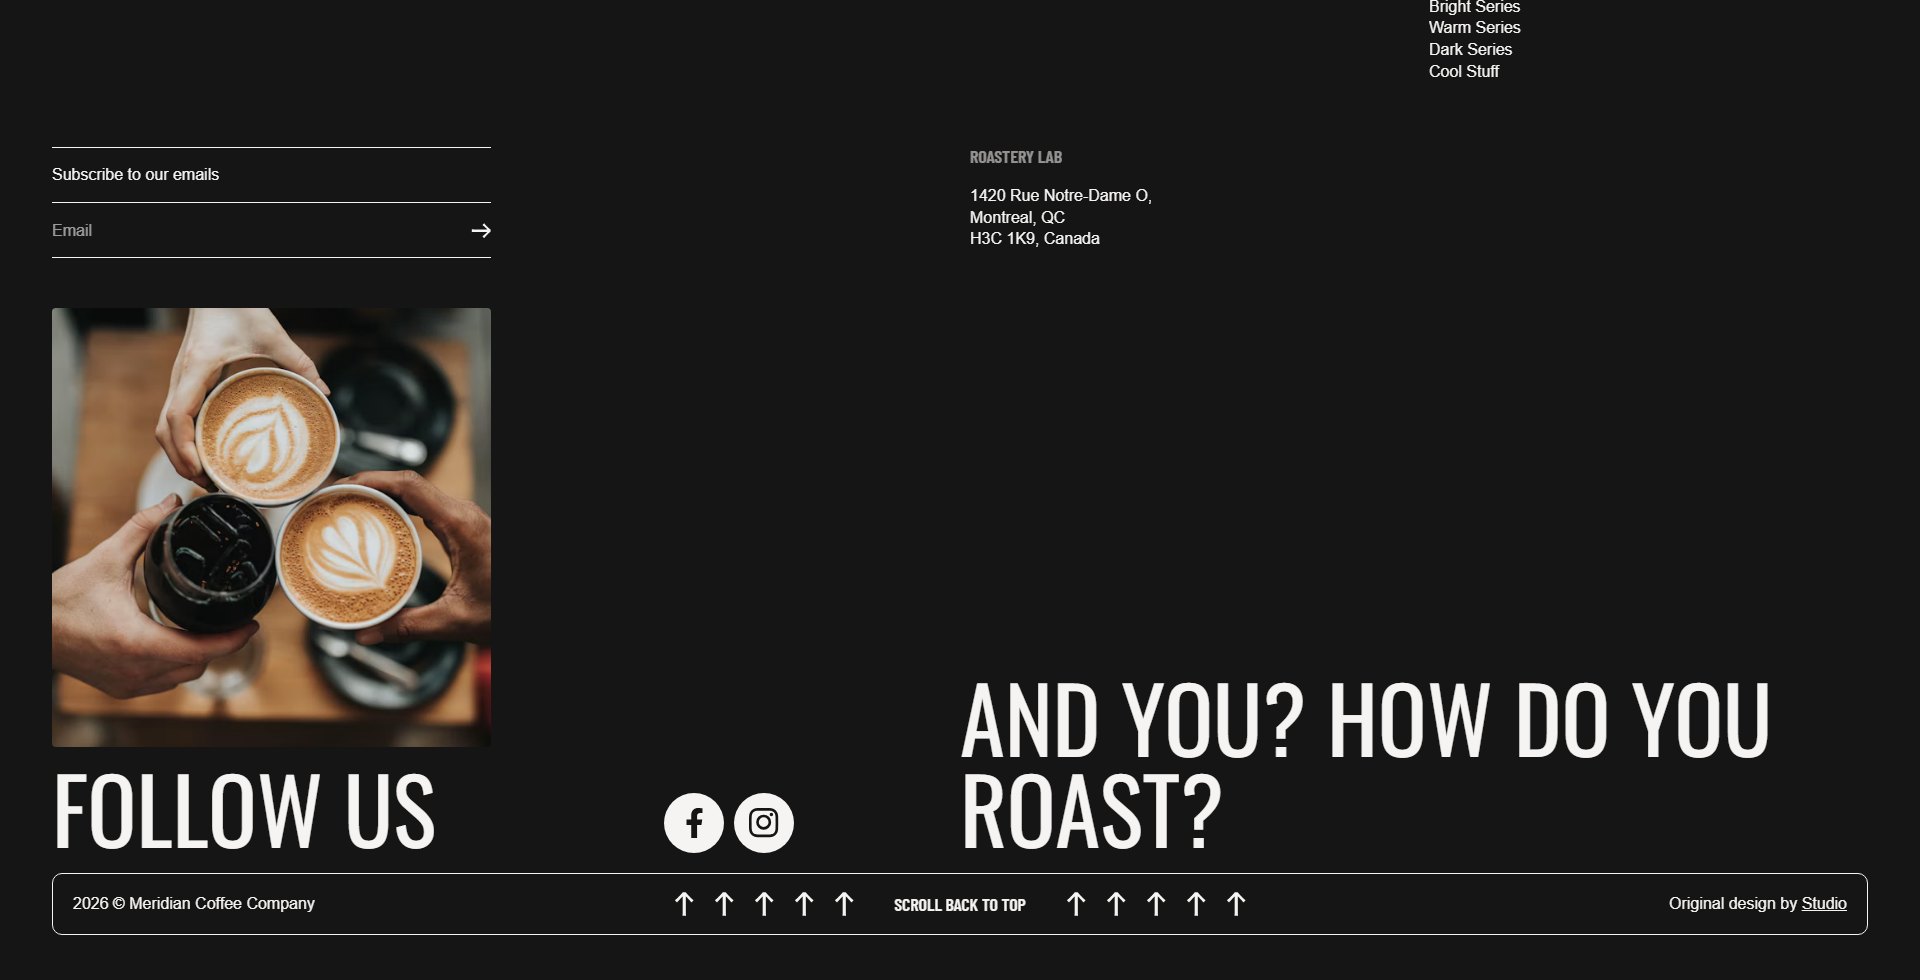 Bright Series
Warm Series
Dark Series
Cool Stuff
Subscribe to our emails
Email
ROASTERY LAB
1420 Rue Notre-Dame O,
Montreal, QC
H3C 1K9, Canada
FOLLOW US
AND YOU? HOW DO YOU
ROAST?
2026 © Meridian Coffee Company
SCROLL BACK TO TOP
Original design by Studio